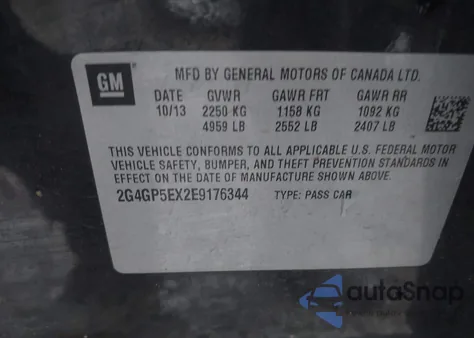 GM
MFD BY GENERAL MOTORS OF CANADA LTD.
DATE GVWR GAWR FRT GAWR RR
10/13 2250 KG 1158 KG 1092 KG
4959 LB 2552 LB 2407 LB
THIS VEHICLE CONFORMS TO ALL APPLICABLE U.S. FEDERAL MOTOR
VEHICLE SAFETY, BUMPER, AND THEFT PREVENTION STANDARDS IN
EFFECT ON THE DATE OF MANUFACTURE SHOWN ABOVE.
2G4GP5EX2E9176344 TYPE: PASS CAR
autoSnap